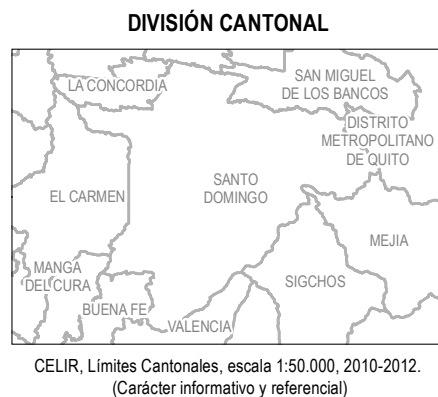 DIVISIÓN CANTONAL
LA CONCORDIA
SAN MIGUEL
DE LOS BANCOS
DISTRITO
METROPOLITANO
DE QUITO
EL CARMEN
SANTO
DOMINGO
MEJIA
MANGA
DEL CURA
SIGCHOS
BUENA FE
VALENCIA
CELIR, Límites Cantonales, escala 1:50.000, 2010-2012.
(Carácter informativo y referencial)